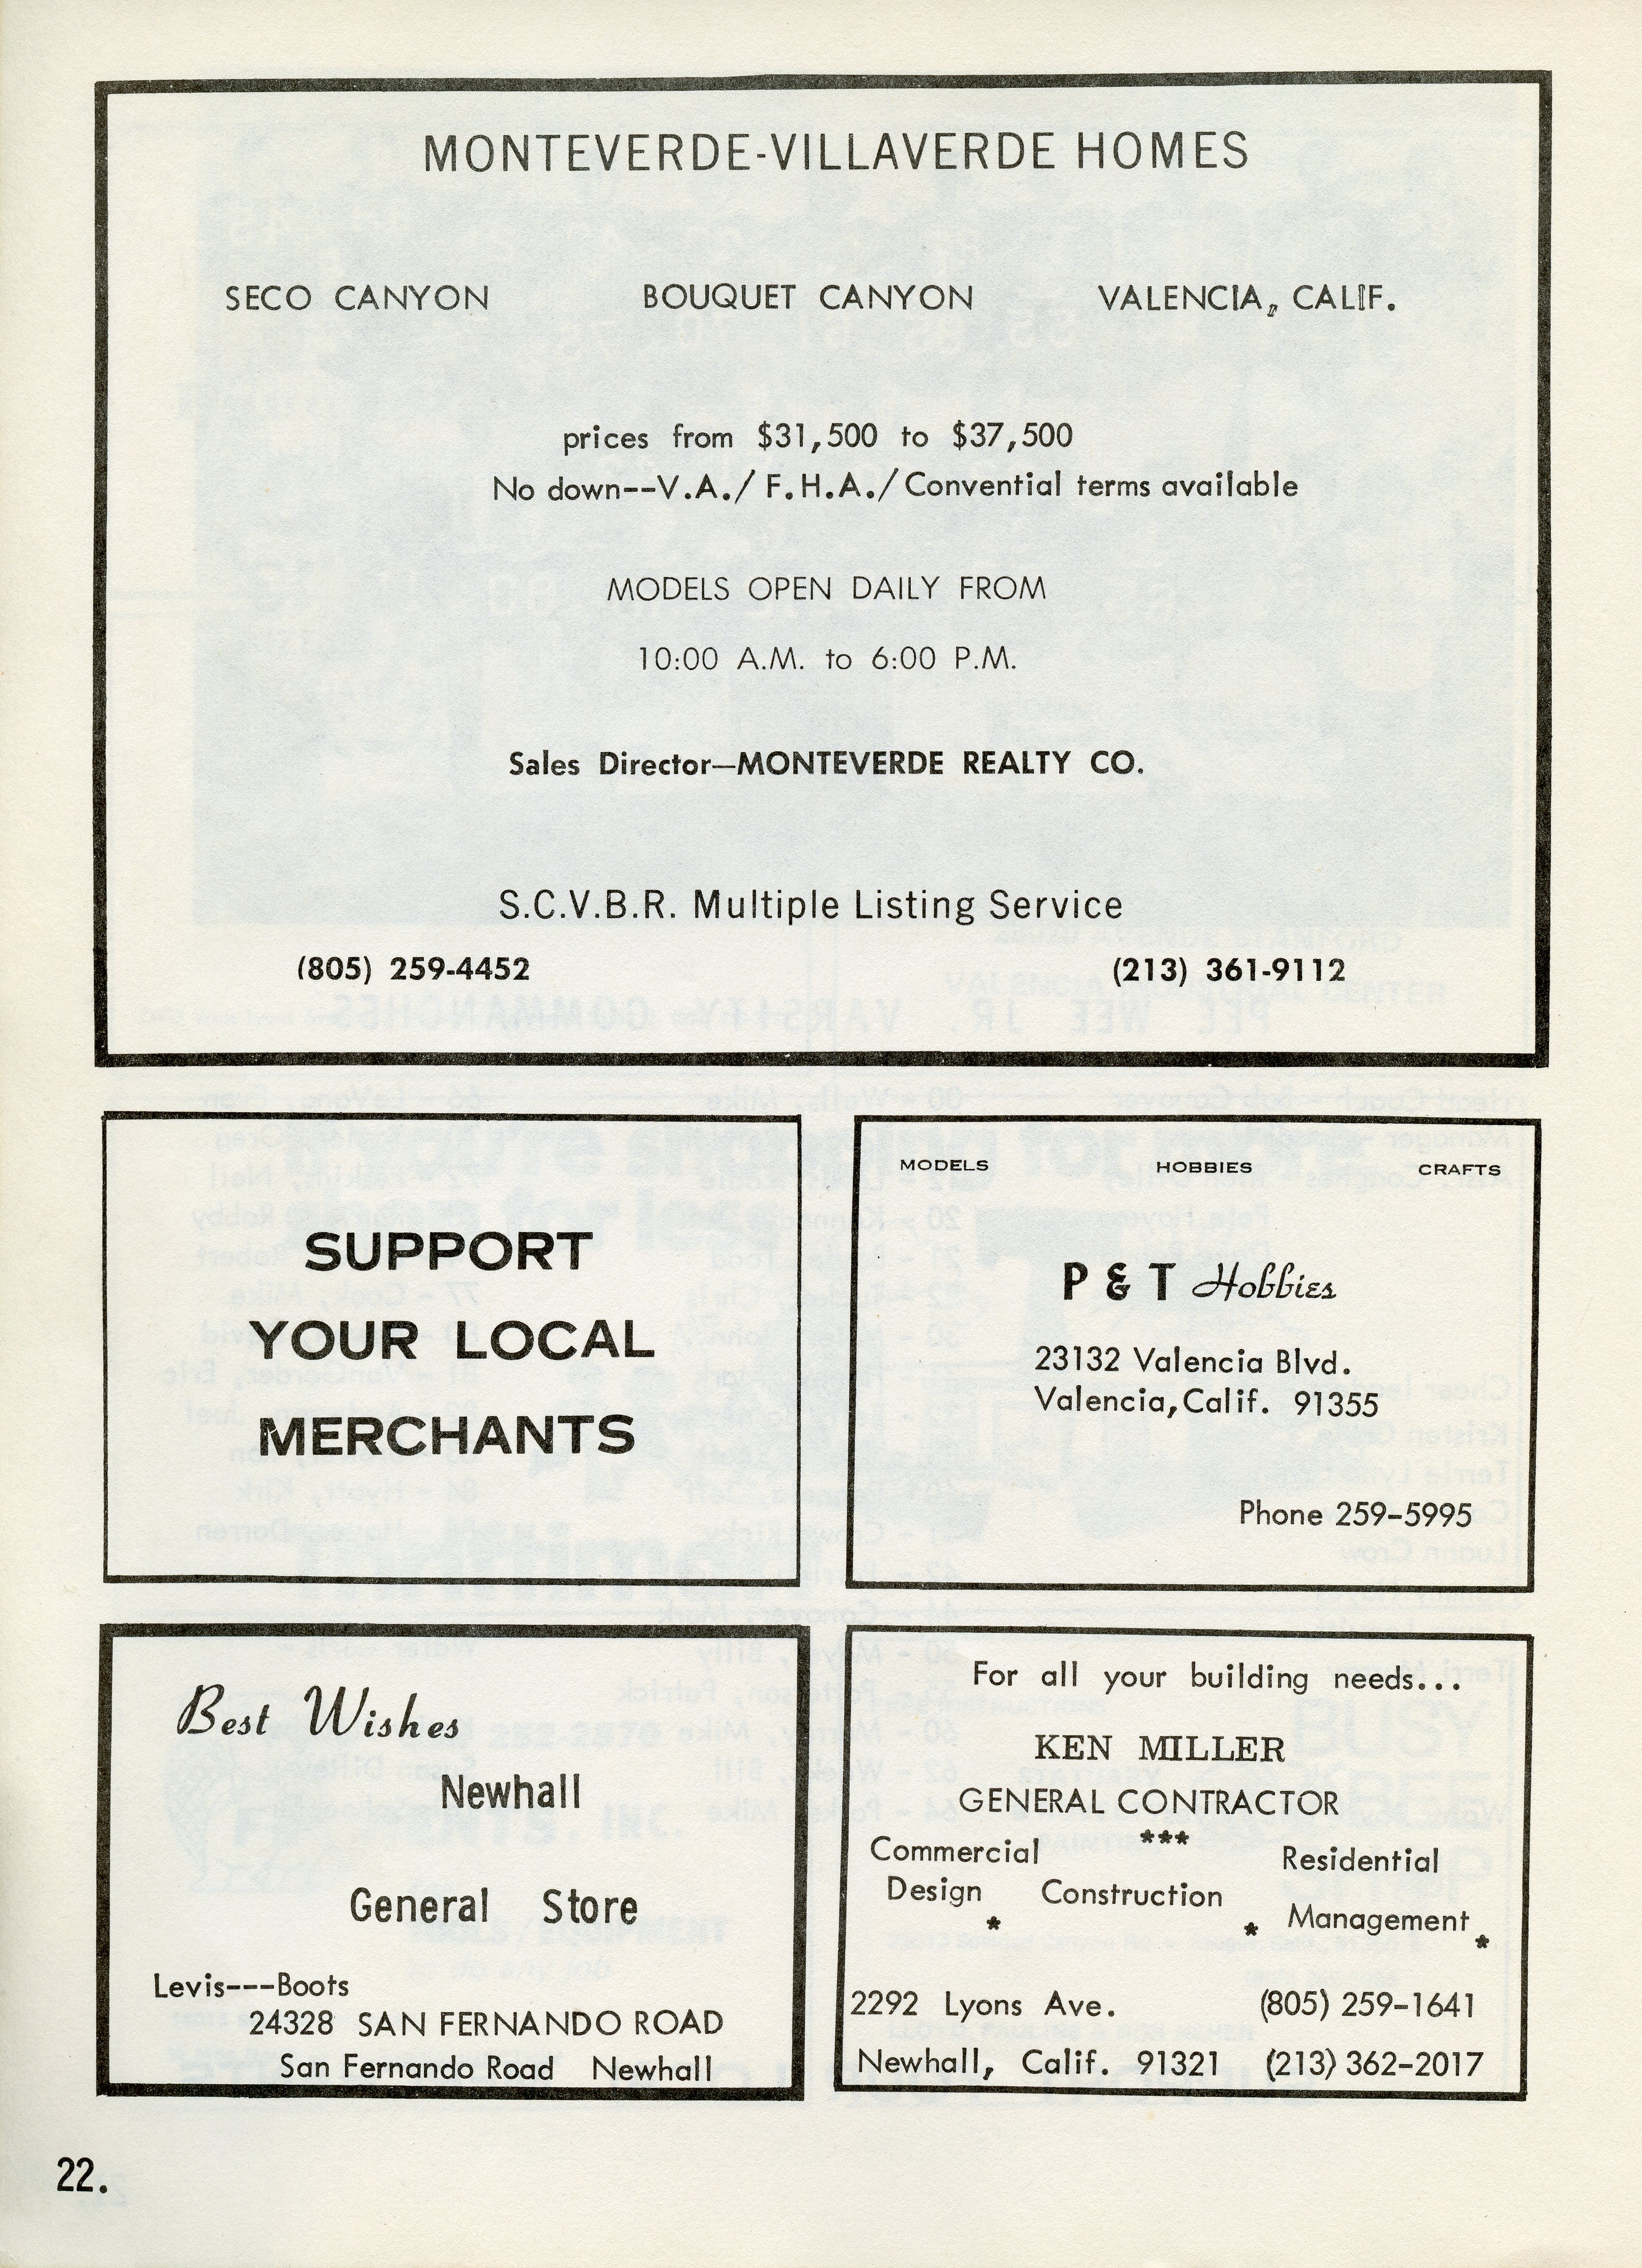 MONTEVERDE-VILLAVERDE HOMES
SECO CANYON BOUQUET CANYON VALENCIA, CALIF.
prices from $31,500 to $37,500
No down--V.A./ F.H.A./ Convential terms available
MODELS OPEN DAILY FROM
10:00 A.M. to 6:00 P.M.
Sales Director—MONTEVERDE REALTY CO.
S.C.V.B.R. Multiple Listing Service
(805) 259-4452 (213) 361-9112
SUPPORT
YOUR LOCAL
MERCHANTS
MODELS HOBBIES CRAFTS
P & T Hobbies
23132 Valencia Blvd.
Valencia, Calif. 91355
Phone 259-5995
Best Wishes
Newhall
General Store
Levis---Boots
24328 SAN FERNANDO ROAD
San Fernando Road Newhall
For all your building needs...
KEN MILLER
GENERAL CONTRACTOR
***
Commercial Residential
Design Construction Management
* * *
2292 Lyons Ave. (805) 259-1641
Newhall, Calif. 91321 (213) 362-2017
22.